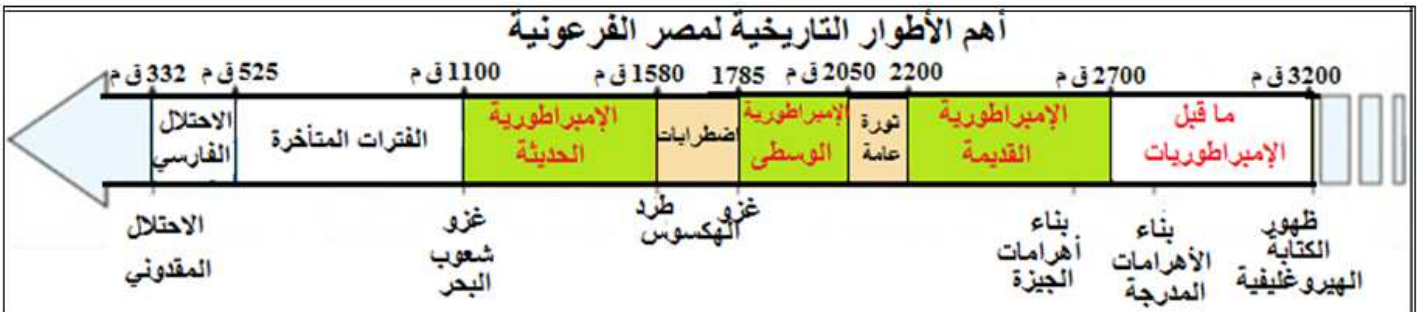 أهم الأطوار التاريخية لمصر الفرعونية
3200 ق م
2700 ق م
2200
2050 ق م
1785
1580 ق م
1100 ق م
525 ق م
332 ق م
ما قبل
الإمبراطوريات
الإمبراطورية
القديمة
ثورة
عامة
الإمبراطورية
الوسطى
اضطرابات
الإمبراطورية
الحديثة
الفترات المتأخرة
الاحتلال
الفارسي
ظهور
الكتابة
الهيروغليفية
بناء
الأهرامات
المدرجة
بناء
أهرامات
الجيزة
غزو
طرد
الهكسوس
غزو
شعوب
البحر
الاحتلال
المقدوني